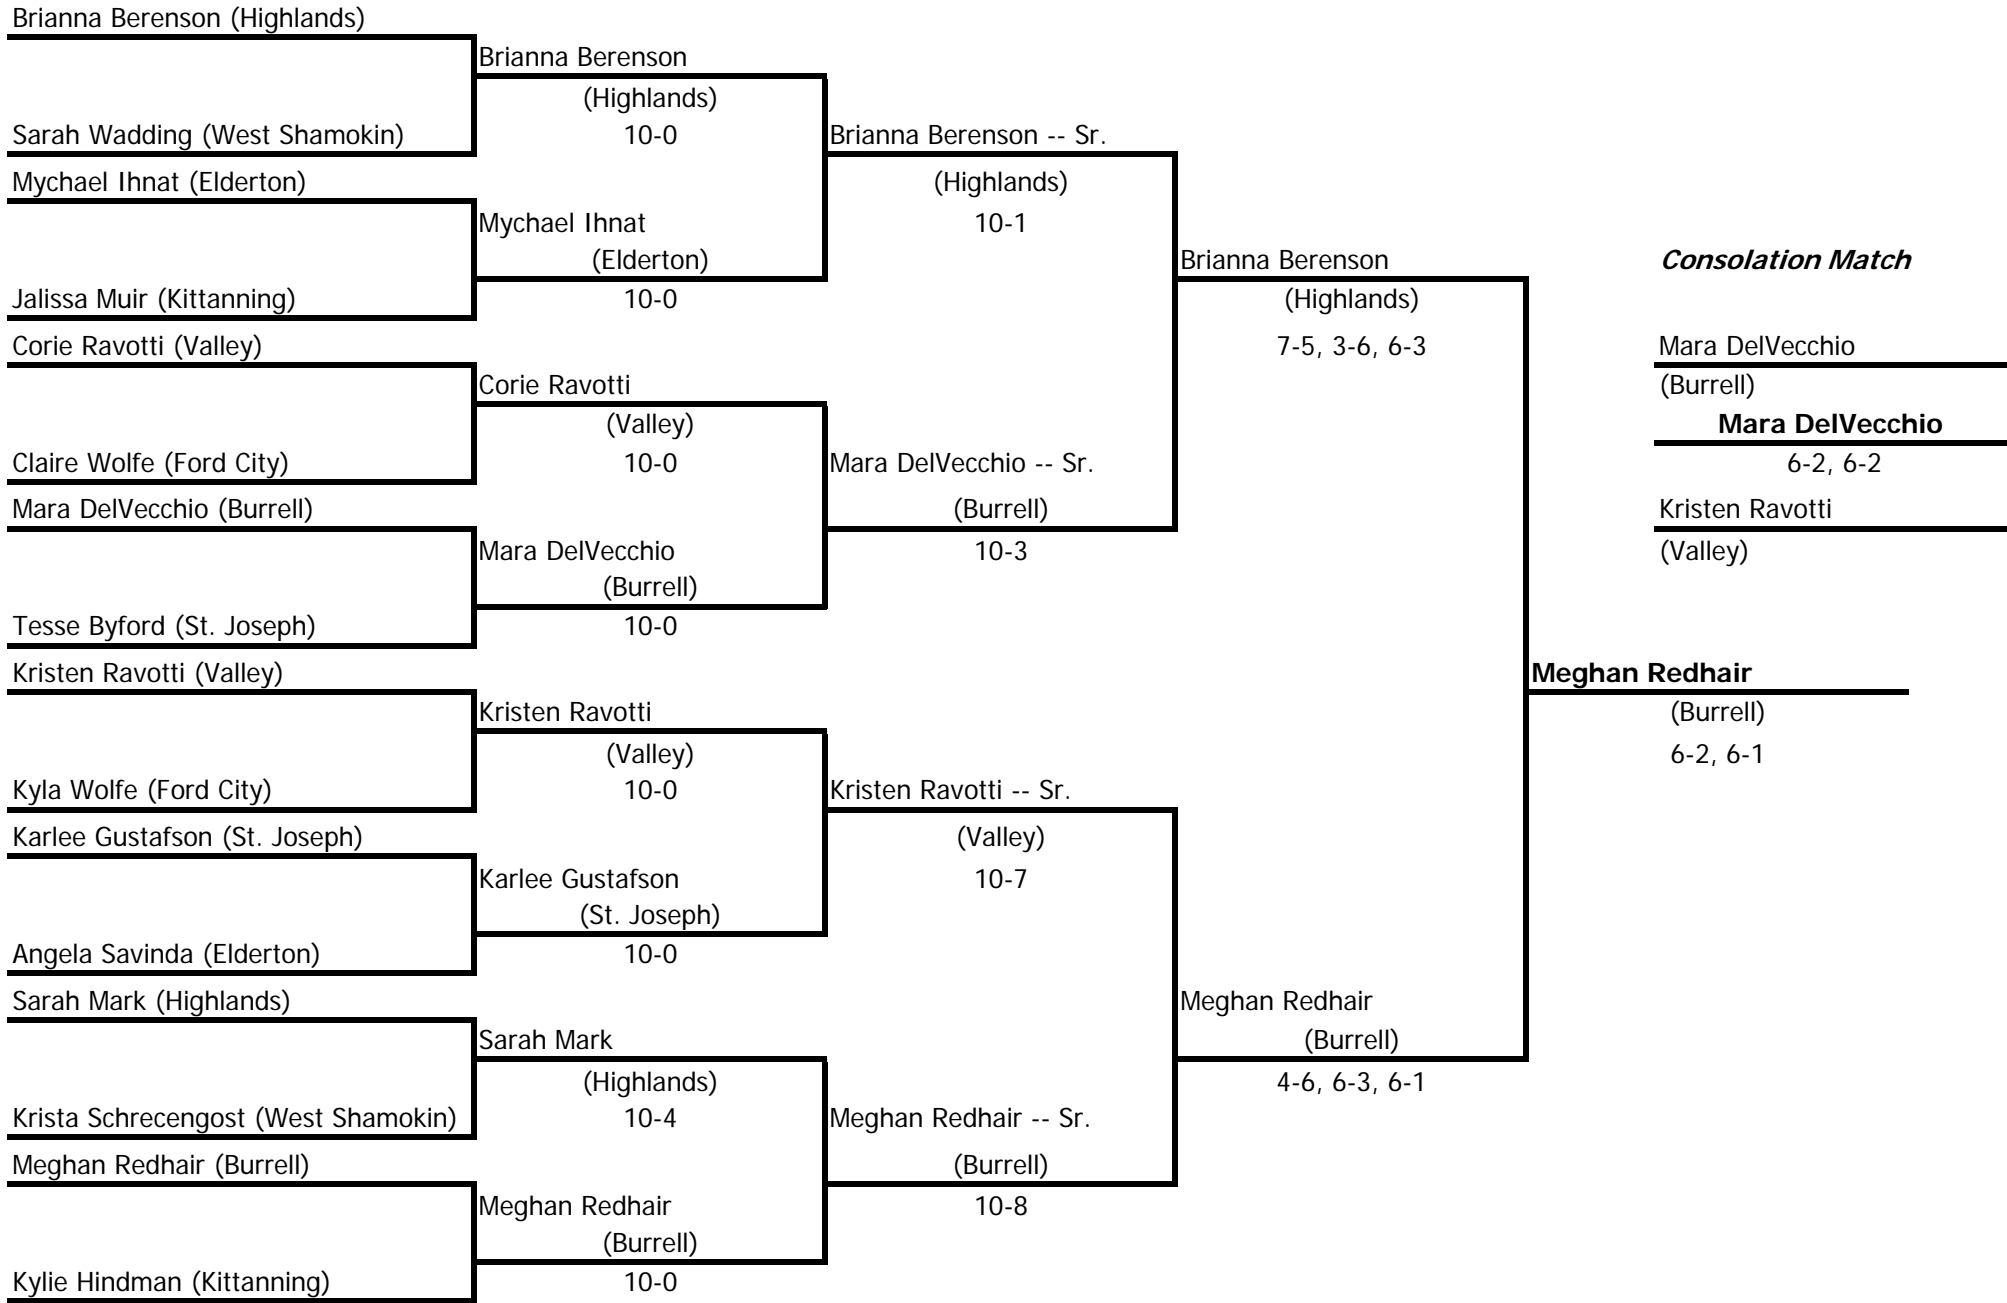 Brianna Berenson (Highlands)
Brianna Berenson
(Highlands)
Sarah Wadding (West Shamokin)
10-0
Brianna Berenson -- Sr.
Mychael Ihnat (Elderton)
(Highlands)
Mychael Ihnat
10-1
(Elderton)
Brianna Berenson
Consolation Match
Jalissa Muir (Kittanning)
10-0
(Highlands)
Corie Ravotti (Valley)
7-5, 3-6, 6-3
Mara DelVecchio
Corie Ravotti
(Burrell)
(Valley)
Mara DelVecchio
Claire Wolfe (Ford City)
10-0
Mara DelVecchio -- Sr.
6-2, 6-2
Mara DelVecchio (Burrell)
(Burrell)
Kristen Ravotti
Mara DelVecchio
10-3
(Valley)
(Burrell)
Tesse Byford (St. Joseph)
10-0
Kristen Ravotti (Valley)
Meghan Redhair
Kristen Ravotti
(Burrell)
(Valley)
6-2, 6-1
Kyla Wolfe (Ford City)
10-0
Kristen Ravotti -- Sr.
Karlee Gustafson (St. Joseph)
(Valley)
Karlee Gustafson
10-7
(St. Joseph)
Angela Savinda (Elderton)
10-0
Sarah Mark (Highlands)
Meghan Redhair
Sarah Mark
(Burrell)
(Highlands)
4-6, 6-3, 6-1
Krista Schrecengost (West Shamokin)
10-4
Meghan Redhair -- Sr.
Meghan Redhair (Burrell)
(Burrell)
Meghan Redhair
10-8
(Burrell)
Kylie Hindman (Kittanning)
10-0